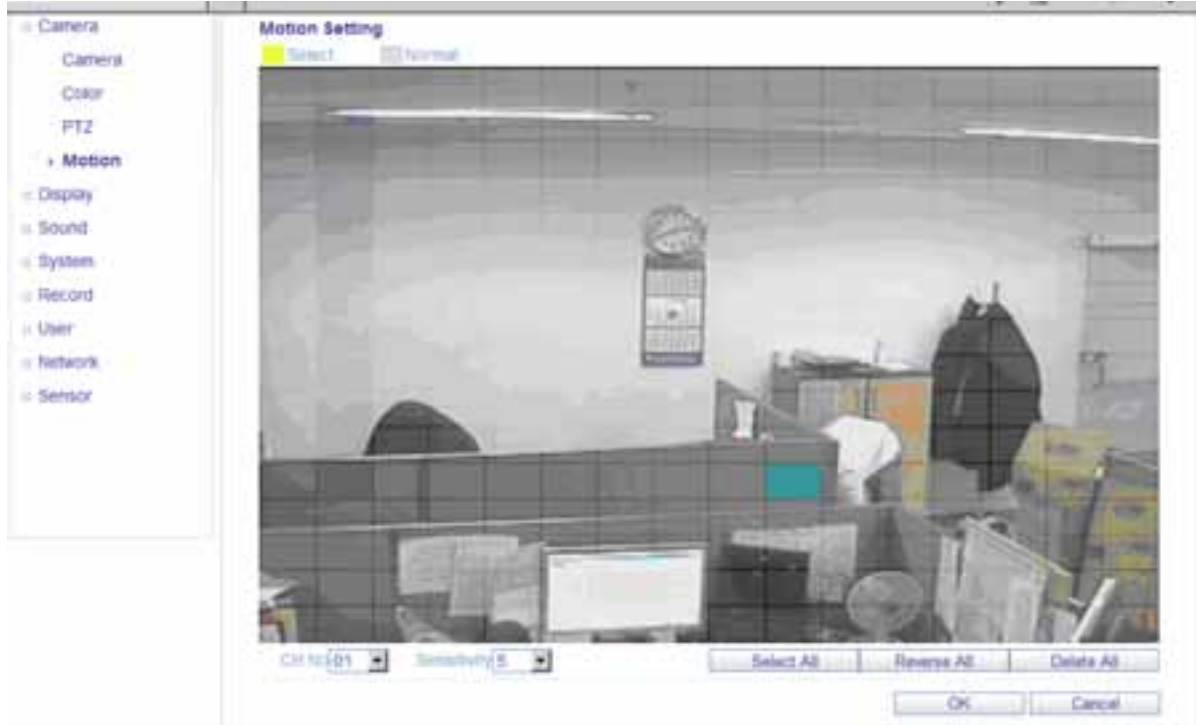 Camera
Camera
Color
PTZ
Motion
Display
Sound
System
Record
User
Network
Sensor
Motion Setting
Select Normal
CH No 01 Sensitivity 5 Select All Reverse All Delete All
OK Cancel